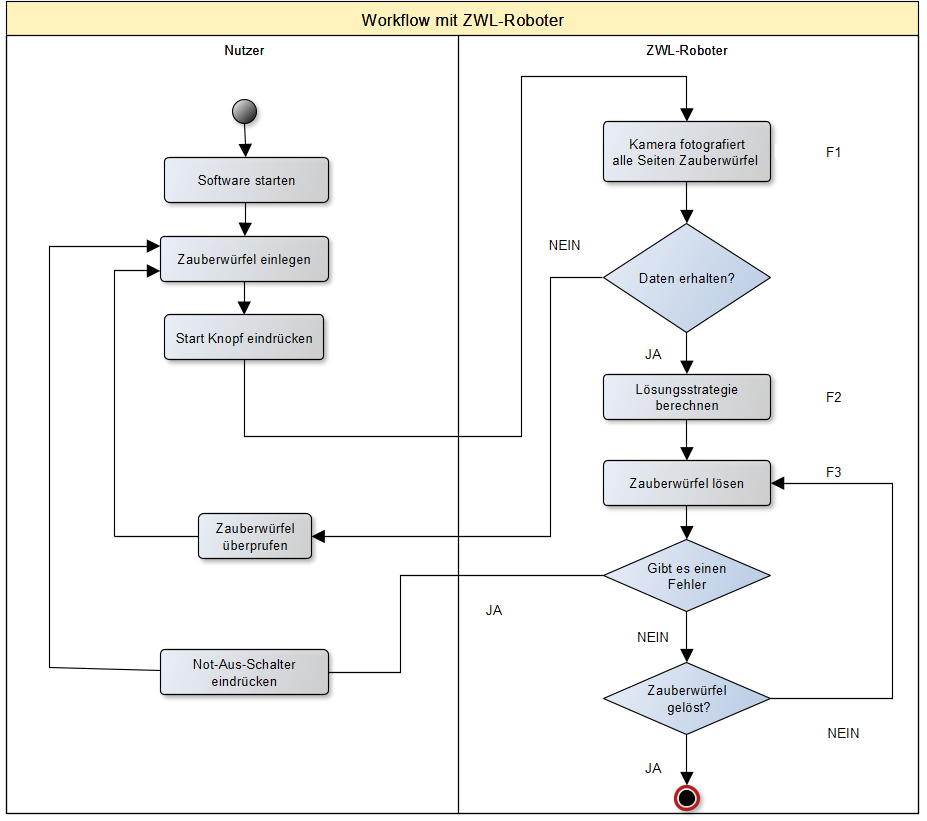 Workflow mit ZWL-Roboter
Nutzer
ZWL-Roboter
Software starten
Zauberwürfel einlegen
Start Knopf eindrücken
Kamera fotografiert
alle Seiten Zauberwürfel
F1
Daten erhalten?
NEIN
JA
Lösungsstrategie
berechnen
F2
Zauberwürfel lösen
F3
Zauberwürfel
überprufen
Gibt es einen
Fehler
JA
NEIN
Not-Aus-Schalter
eindrücken
Zauberwürfel
gelöst?
NEIN
JA